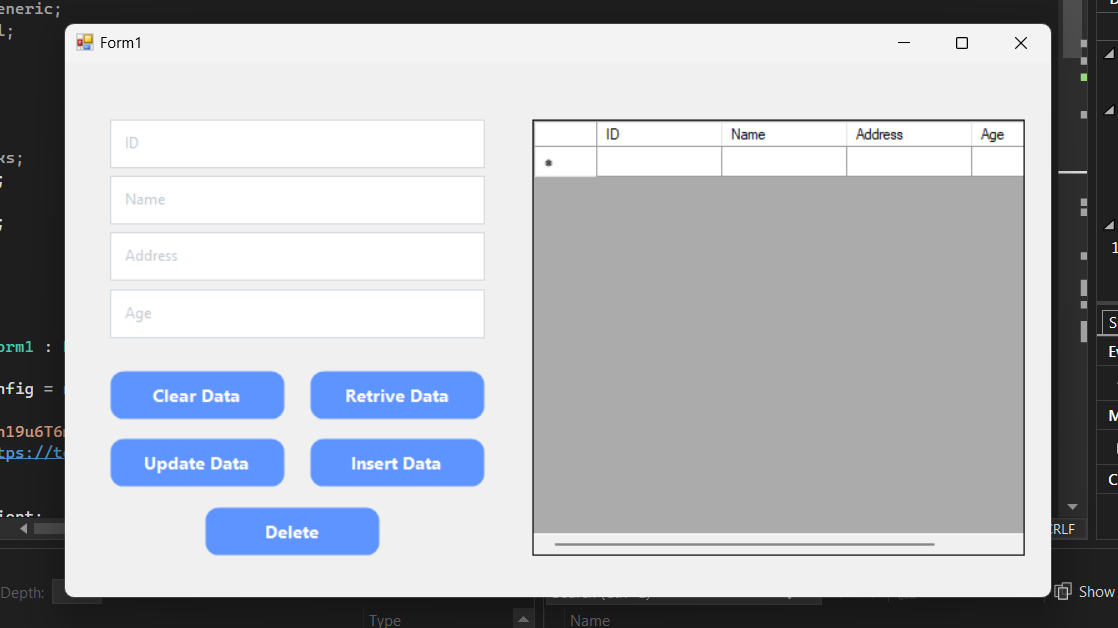 eneric;
l;
Form1
ID
Name
Address
Age
Clear Data
Retrive Data
Update Data
Insert Data
Delete
ID Name Address Age
*
ks;
;
;
orm1 :
nfig =
n19u6T6
tps://t
CRLF
Depth:
Type
Name
Show